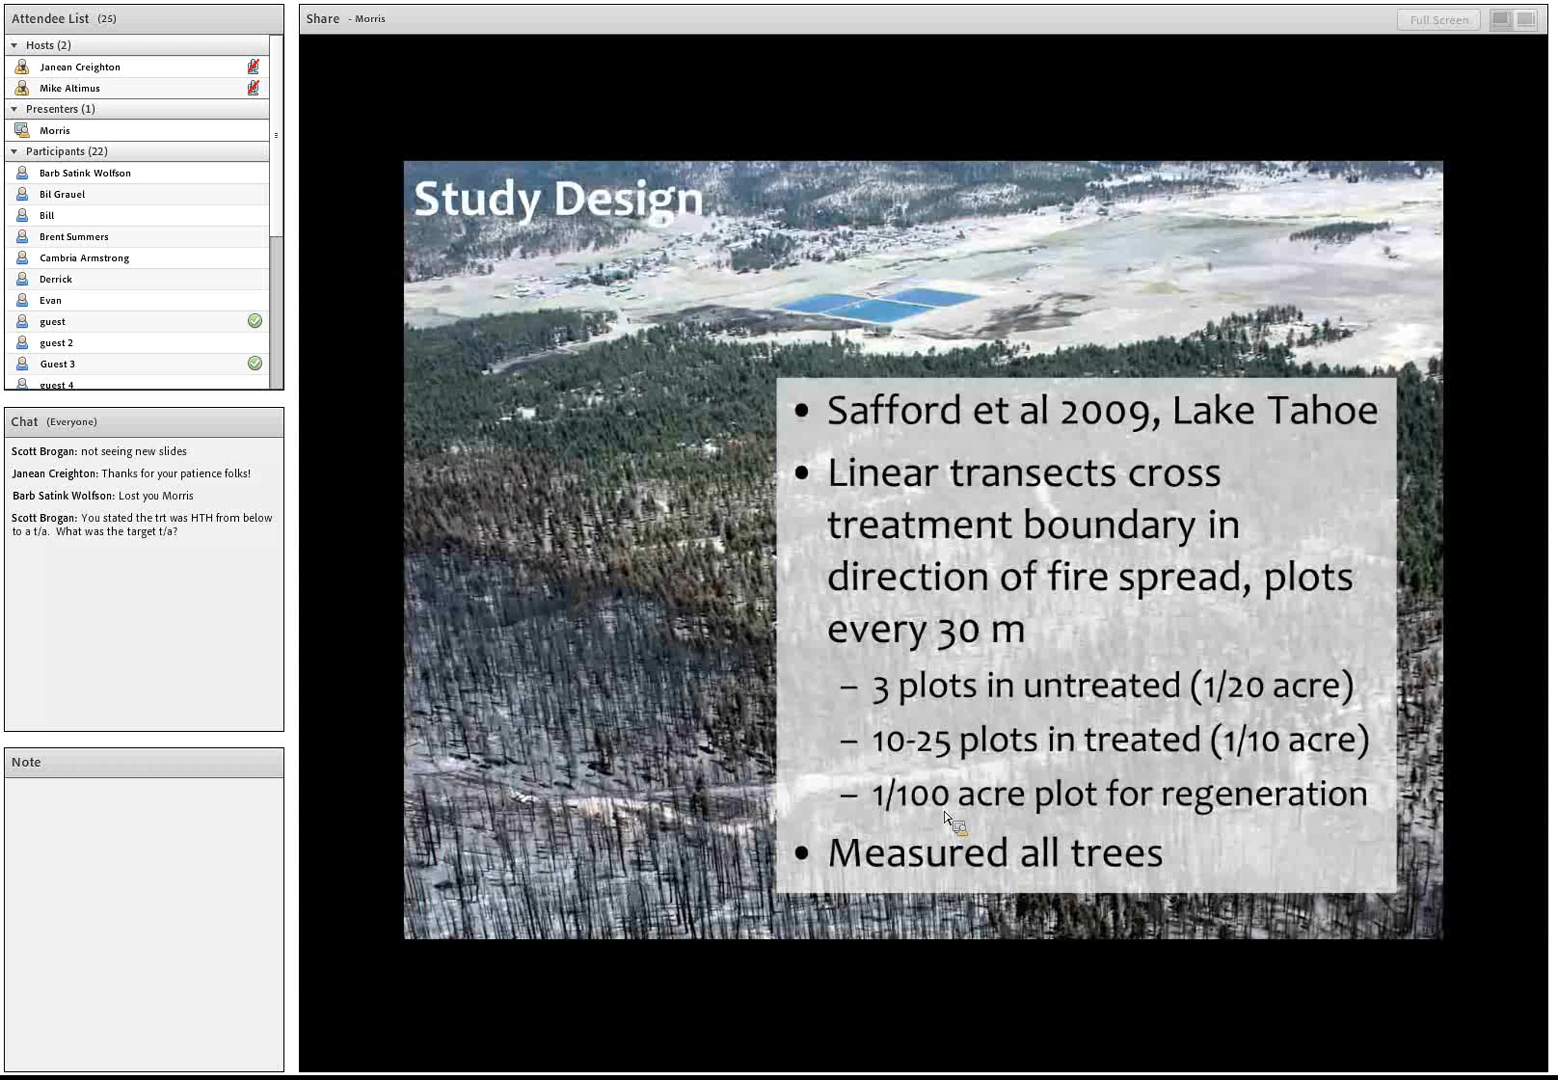 Attendee List (25)
Hosts (2)
Janean Creighton
Mike Altimus
Presenters (1)
Morris
Participants (22)
Barb Satink Wolfson
Bil Grauel
Bill
Brent Summers
Cambria Armstrong
Derrick
Evan
guest
guest 2
Guest 3
guest 4
Chat (Everyone)
Scott Brogan: not seeing new slides
Janean Creighton: Thanks for your patience folks!
Barb Satink Wolfson: Lost you Morris
Scott Brogan: You stated the trt was HTH from below
to a t/a. What was the target t/a?
Note
Share - Morris
Full Screen
Study Design
• Safford et al 2009, Lake Tahoe
• Linear transects cross
treatment boundary in
direction of fire spread, plots
every 30 m
– 3 plots in untreated (1/20 acre)
– 10-25 plots in treated (1/10 acre)
– 1/100 acre plot for regeneration
• Measured all trees